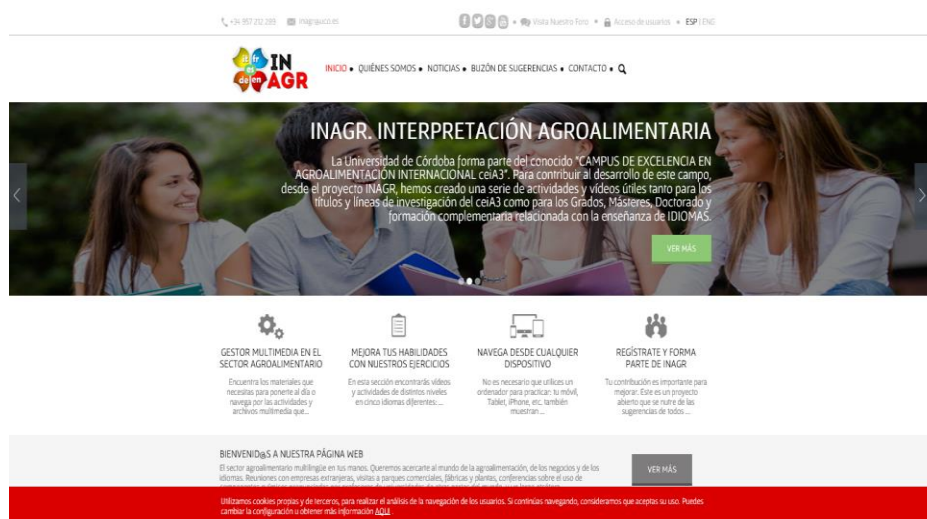 +34 957 212 289 inagra@uco.es Visita Nuestro Foro Acceso de usuarios ESP | ENG
it fr es de en IN AGR
INICIO • QUIÉNES SOMOS • NOTICIAS • BUZÓN DE SUGERENCIAS • CONTACTO •
INAGR. INTERPRETACIÓN AGROALIMENTARIA
La Universidad de Córdoba forma parte del conocido "CAMPUS DE EXCELENCIA EN
AGROALIMENTACIÓN INTERNACIONAL ceiA3". Para contribuir al desarrollo de este campo,
desde el proyecto INAGR, hemos creado una serie de actividades y vídeos útiles tanto para los
títulos y líneas de investigación del ceiA3 como para los Grados, Másteres, Doctorado y
formación complementaria relacionada con la enseñanza de IDIOMAS.
VER MÁS
GESTOR MULTIMEDIA EN EL
SECTOR AGROALIMENTARIO
Encuentra los materiales que
necesitas para ponerte al día o
navega por las actividades y
archivos multimedia que...
MEJORA TUS HABILIDADES
CON NUESTROS EJERCICIOS
En esta sección encontrarás vídeos
y actividades de distintos niveles
en cinco idiomas diferentes: ...
NAVEGA DESDE CUALQUIER
DISPOSITIVO
No es necesario que utilices un
ordenador para practicar: tu móvil,
Tablet, iPhone, etc. también
muestran ...
REGÍSTRATE Y FORMA
PARTE DE INAGR
Tu contribución es importante para
mejorar. Este es un proyecto
abierto que se nutre de las
sugerencias de todos ...
BIENVENID@S A NUESTRA PÁGINA WEB
El sector agroalimentario multilingüe en tus manos. Queremos acercarte al mundo de la agroalimentación, de los negocios y de los
idiomas. Reuniones con empresas extranjeras, visitas a parques comerciales, fábricas y plantas, conferencias sobre el uso de
VER MÁS
Utilizamos cookies propias y de terceros, para realizar el análisis de la navegación de los usuarios. Si continúas navegando, consideramos que aceptas su uso. Puedes
cambiar la configuración u obtener más información AQUI .